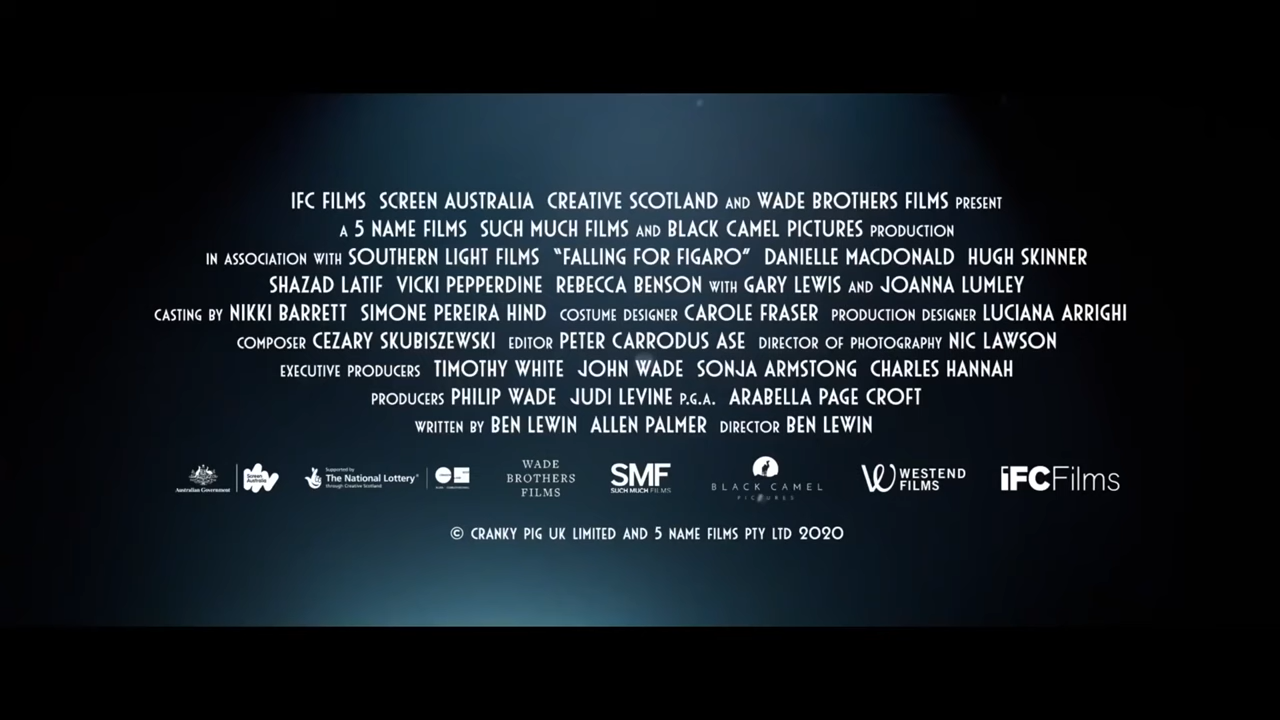 IFC FILMS SCREEN AUSTRALIA CREATIVE SCOTLAND AND WADE BROTHERS FILMS PRESENT
A 5 NAME FILMS SUCH MUCH FILMS AND BLACK CAMEL PICTURES PRODUCTION
IN ASSOCIATION WITH SOUTHERN LIGHT FILMS "FALLING FOR FIGARO" DANIELLE MACDONALD HUGH SKINNER
SHAZAD LATIF VICKI PEPPERDINE REBECCA BENSON WITH GARY LEWIS AND JOANNA LUMLEY
CASTING BY NIKKI BARRETT SIMONE PEREIRA HIND COSTUME DESIGNER CAROLE FRASER PRODUCTION DESIGNER LUCIANA ARRIGHI
COMPOSER CEZARY SKUBISZEWSKI EDITOR PETER CARRODUS ASE DIRECTOR OF PHOTOGRAPHY NIC LAWSON
EXECUTIVE PRODUCERS TIMOTHY WHITE JOHN WADE SONJA ARMSTONG CHARLES HANNAH
PRODUCERS PHILIP WADE JUDI LEVINE P.G.A. ARABELLA PAGE CROFT
WRITTEN BY BEN LEWIN ALLEN PALMER DIRECTOR BEN LEWIN
Australian Government
Screen
Australia
Supported by
The National Lottery®
through Creative Scotland
WADE
BROTHERS
FILMS
SMF
SUCH MUCH FILMS
BLACK CAMEL
PICTURES
WESTEND
FILMS
IFC Films
© CRANKY PIG UK LIMITED AND 5 NAME FILMS PTY LTD 2020